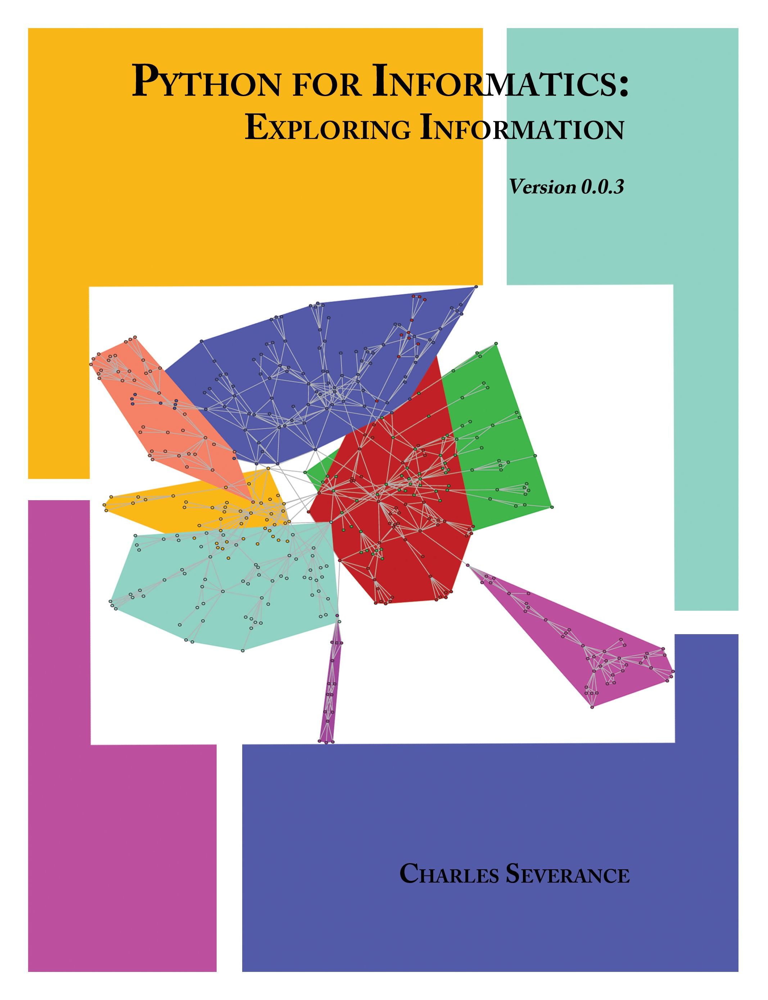 Python for Informatics:
Exploring Information
Version 0.0.3
Charles Severance